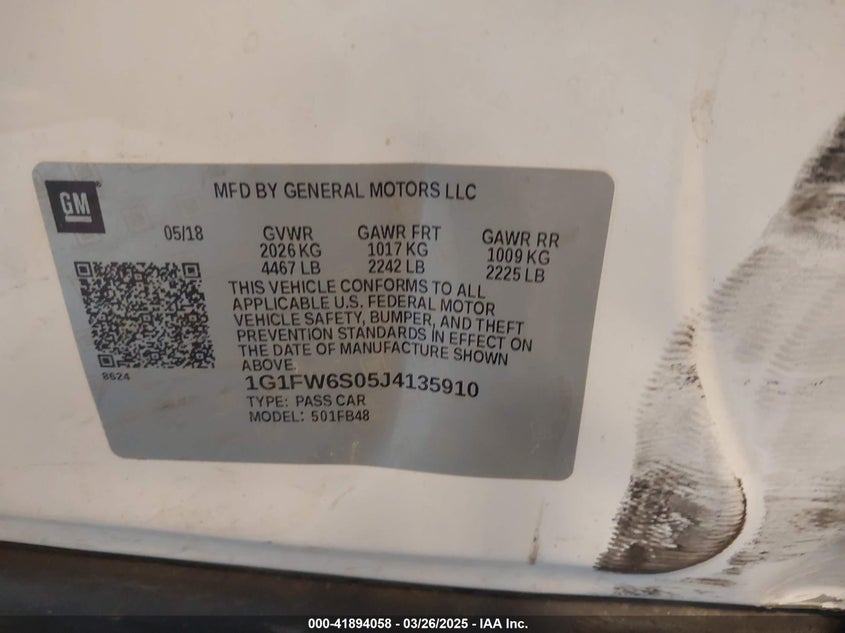 GM
MFD BY GENERAL MOTORS LLC
05/18
GVWR
2026 KG
4467 LB
GAWR FRT
1017 KG
2242 LB
GAWR RR
1009 KG
2225 LB
THIS VEHICLE CONFORMS TO ALL
APPLICABLE U.S. FEDERAL MOTOR
VEHICLE SAFETY, BUMPER, AND THEFT
PREVENTION STANDARDS IN EFFECT ON
THE DATE OF MANUFACTURE SHOWN
ABOVE.
8624
1G1FW6S05J4135910
TYPE: PASS CAR
MODEL: 501FB48
000-41894058 - 03/26/2025 - IAA Inc.